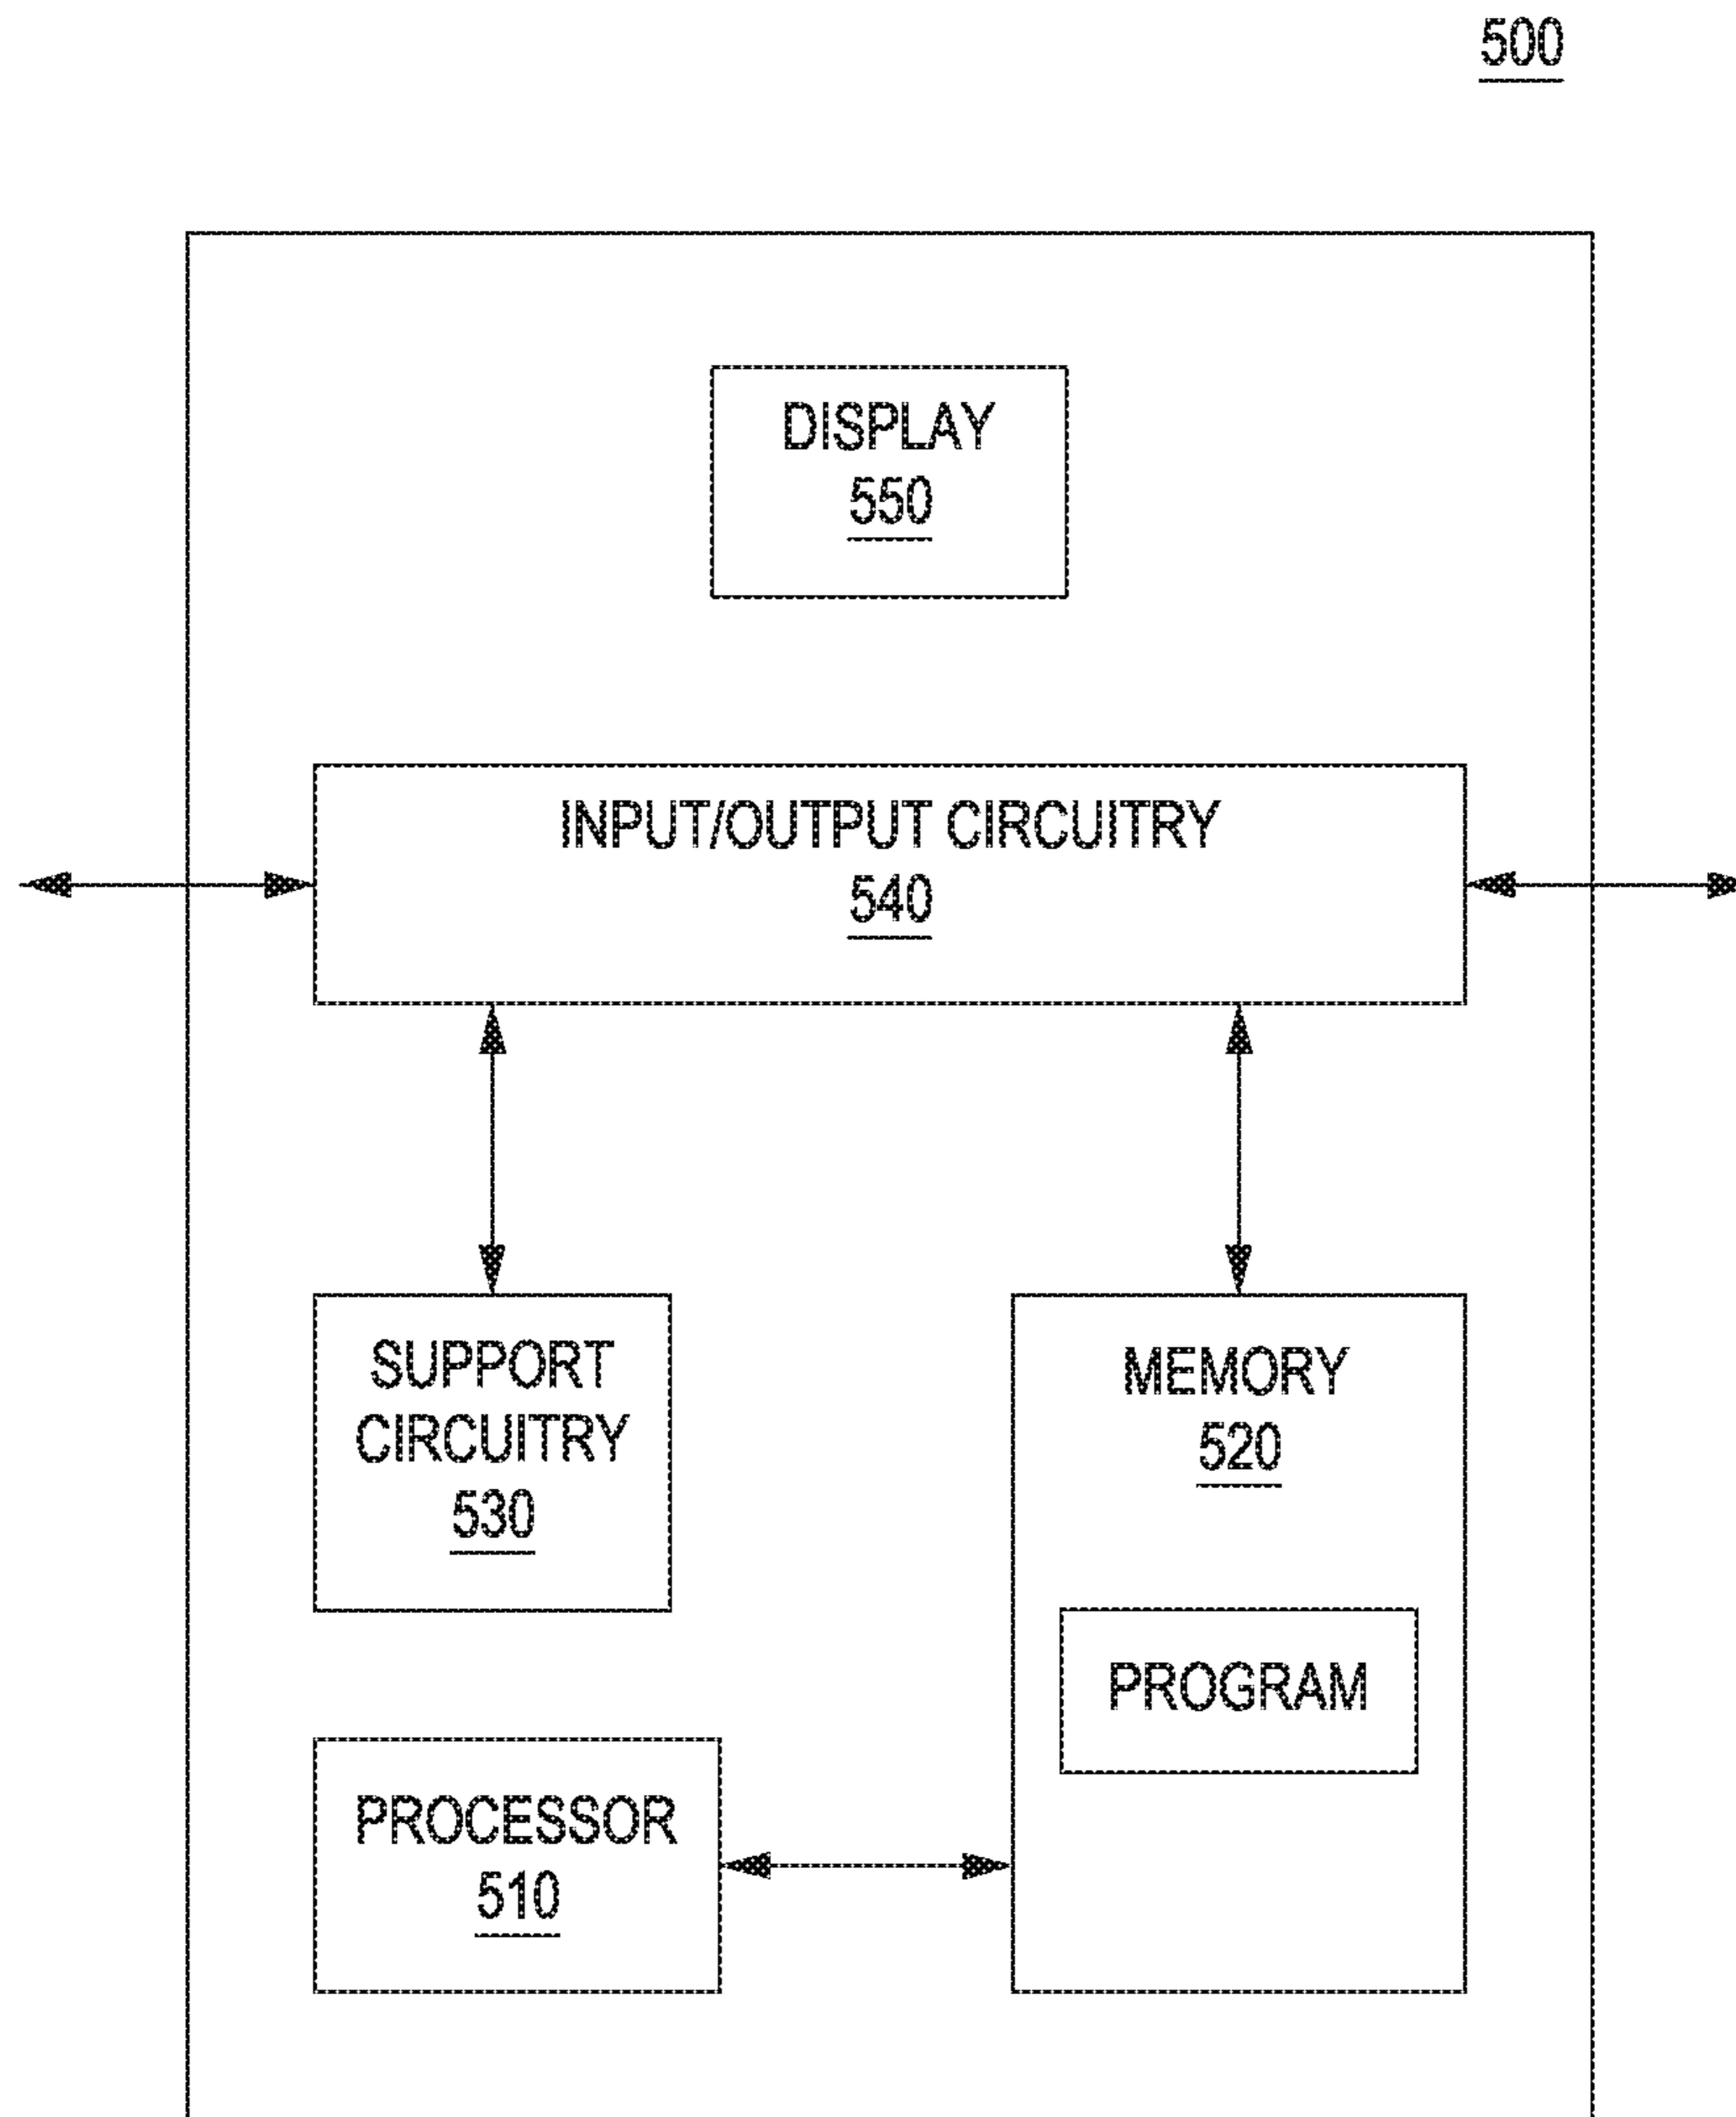 500
DISPLAY
550
INPUT/OUTPUT CIRCUITRY
540
SUPPORT
CIRCUITRY
530
MEMORY
520
PROGRAM
PROCESSOR
510